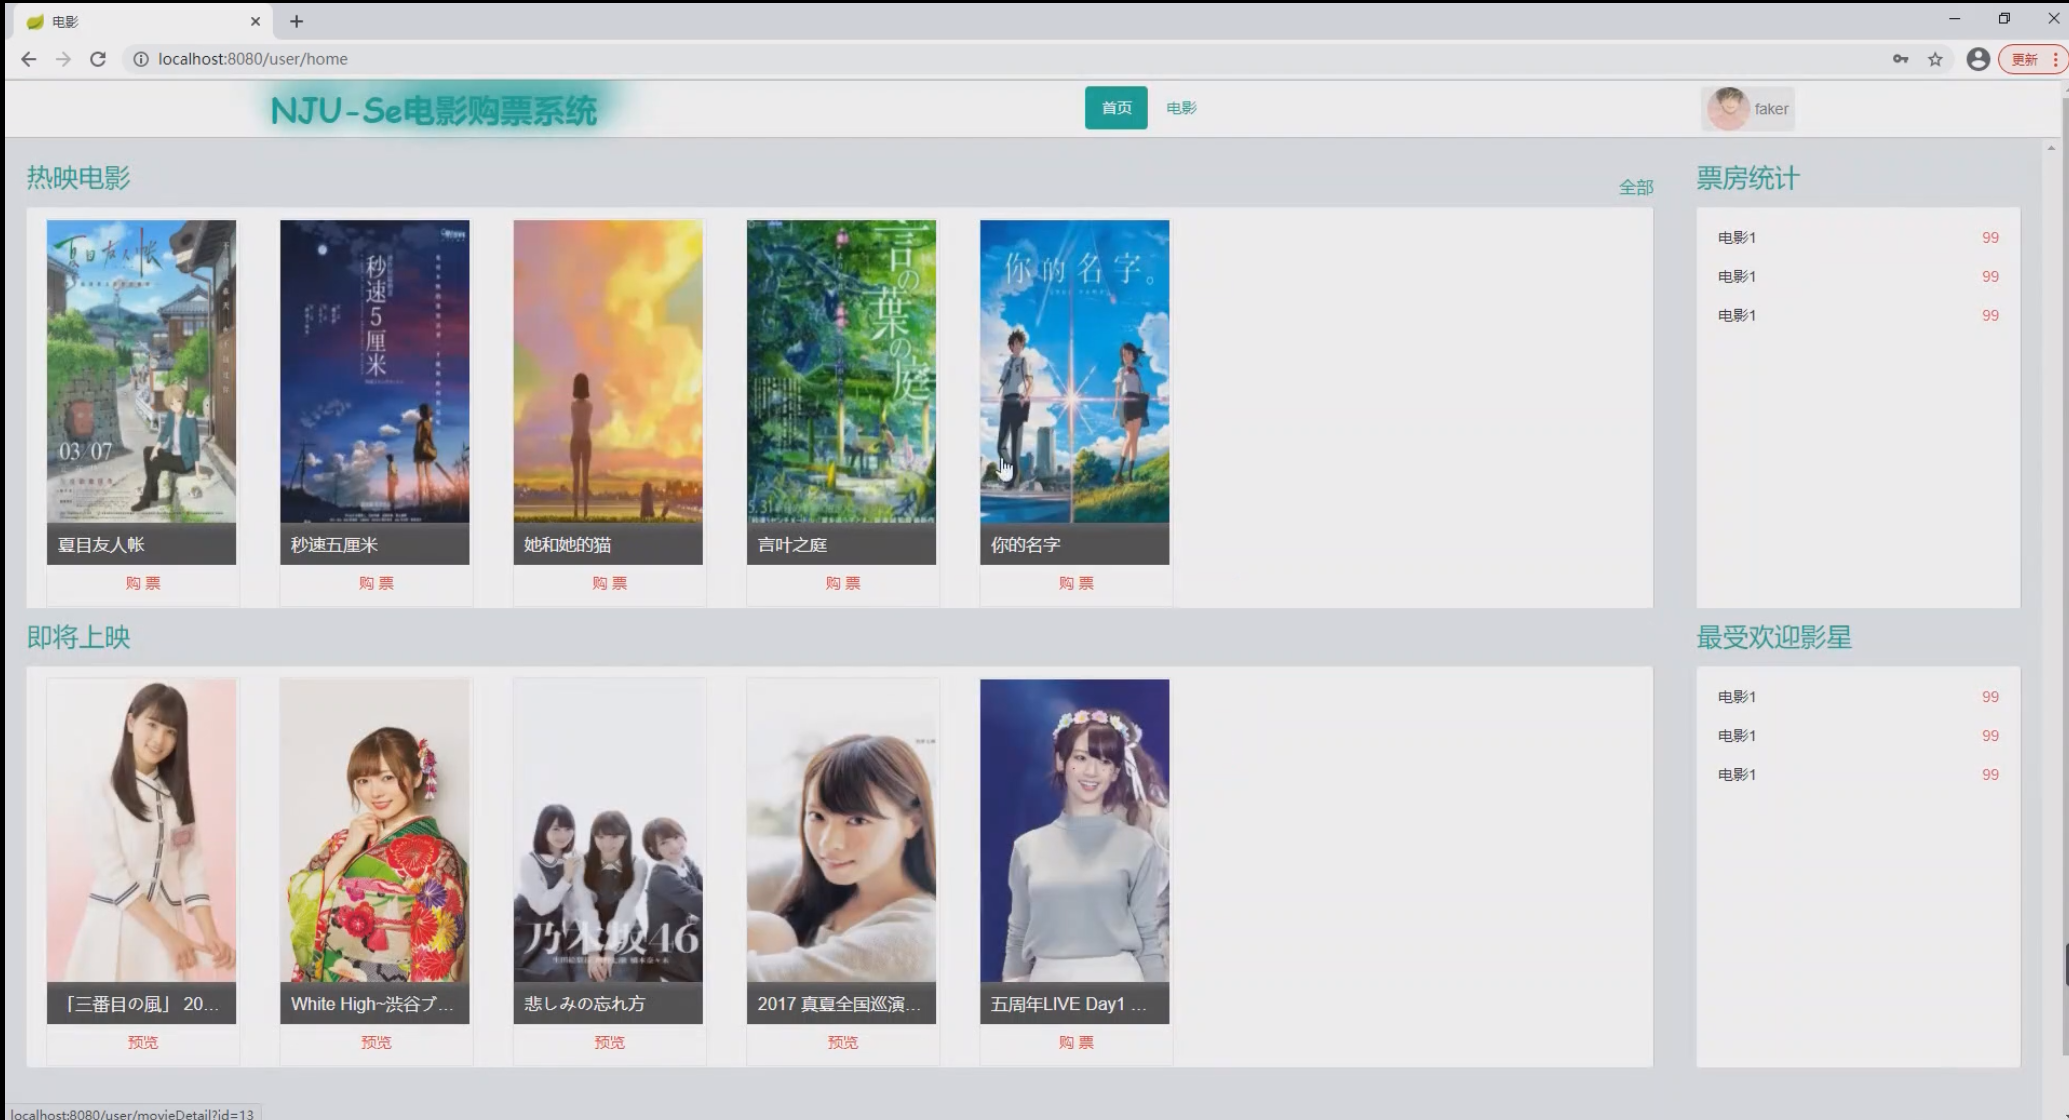 电影
localhost:8080/user/home
更新
NJU-Se电影购票系统
首页
电影
faker
热映电影
全部
票房统计
夏目友人帐
03/07
秒速5厘米
言の葉の庭
你的名字。
电影1 99
电影1 99
电影1 99
夏目友人帐
秒速五厘米
她和她的猫
言叶之庭
你的名字
购 票
购 票
购 票
购 票
购 票
即将上映
最受欢迎影星
乃木坂46
电影1 99
电影1 99
电影1 99
「三番目の風」 20...
White High~渋谷ブ...
悲しみの忘れ方
2017 真夏全国巡演...
五周年LIVE Day1 ...
预览
预览
预览
预览
购 票
localhost:8080/user/movieDetail?id=13